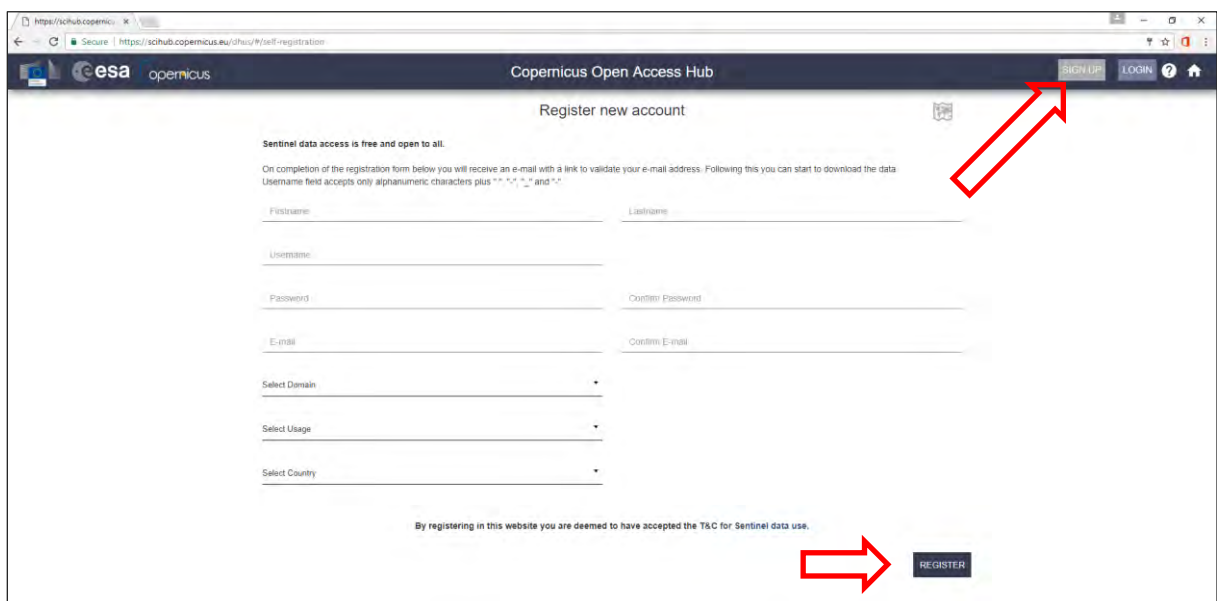 https://scihub.copernicu
Secure | https://scihub.copernicus.eu/dhus/#/self-registration
esa opernicus Copernicus Open Access Hub SIGN UP LOGIN ?
Register new account
Sentinel data access is free and open to all.
On completion of the registration form below you will receive an e-mail with a link to validate your e-mail address. Following this you can start to download the data.
Username field accepts only alphanumeric characters plus ".", "-", "_" and "-"
Firstname Lastname
Username
Password Confirm Password
E-mail Confirm E-mail
Select Domain
Select Usage
Select Country
By registering in this website you are deemed to have accepted the T&C for Sentinel data use.
REGISTER